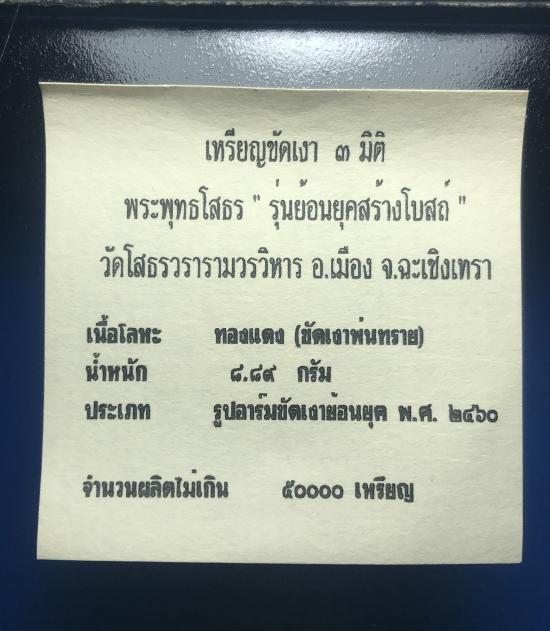 เหรียญขัดเงา ๓ มิติ
พระพุทธโสธร " รุ่นย้อนยุคสร้างโบสถ์ "
วัดโสธรวรารามวรวิหาร อ.เมือง จ.ฉะเชิงเทรา
เนื้อโลหะ ทองแดง (ขัดเงาพ่นทราย)
น้ำหนัก ๘.๘๙ กรัม
ประเภท รูปอาร์มขัดเงาย้อนยุค พ.ศ. ๒๔๖๐
จำนวนผลิตไม่เกิน ๕๐๐๐๐ เหรียญ